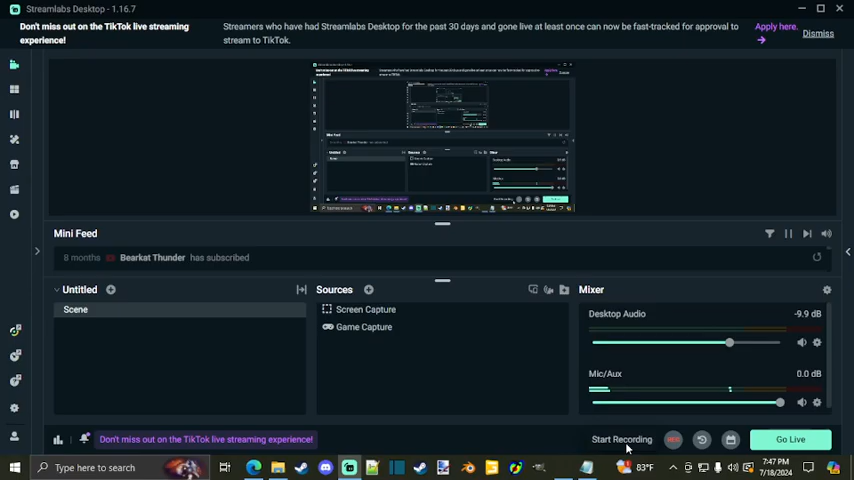 Streamlabs Desktop - 1.16.7
Don't miss out on the TikTok live streaming
experience!
Streamers who have had Streamlabs Desktop for the past 30 days and gone live at least once can now be fast-tracked for approval to
stream to TikTok.
Apply here.
Dismiss
Mini Feed
8 months Bearkat Thunder has subscribed
Untitled
Scene
Sources
Screen Capture
Game Capture
Mixer
Desktop Audio -9.9 dB
Mic/Aux 0.0 dB
Don't miss out on the TikTok live streaming experience!
Start Recording
REC
Go Live
Type here to search
83°F
7:47 PM
7/18/2024